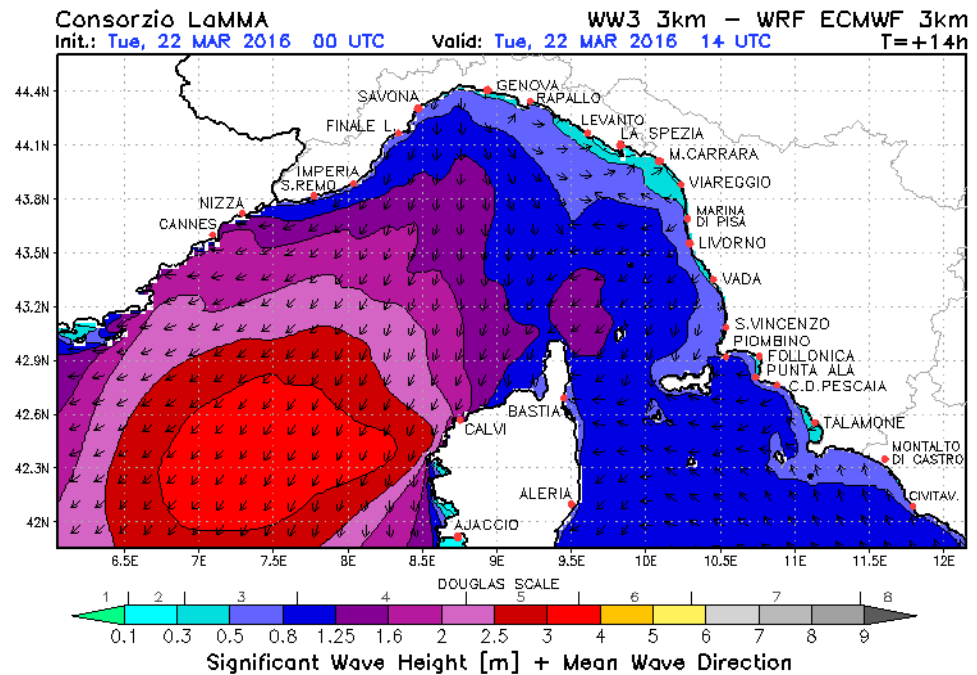 Consorzio LaMMA WW3 3km - WRF ECMWF 3km
Init.: Tue, 22 MAR 2016 00 UTC Valid: Tue, 22 MAR 2016 14 UTC T=+14h
44.4N
44.1N
43.8N
43.5N
43.2N
42.9N
42.6N
42.3N
42N
GENOVA
SAVONA
RAPALLO
FINALE L.
LEVANTO
LA SPEZIA
M.CARRARA
IMPERIA
S.REMO
VIAREGGIO
NIZZA
MARINA
DI PISA
CANNES
LIVORNO
VADA
S.VINCENZO
PIOMBINO
FOLLONICA
PUNTA ALA
C.D.PESCAIA
BASTIA
CALVI
TALAMONE
MONTALTO
DI CASTRO
ALERIA
CIVITAV.
AJACCIO
6.5E 7E 7.5E 8E 8.5E 9E 9.5E 10E 10.5E 11E 11.5E 12E
DOUGLAS SCALE
1 2 3 4 5 6 7 8
0.1 0.3 0.5 0.8 1.25 1.6 2 2.5 3 4 5 6 7 8 9
Significant Wave Height [m] + Mean Wave Direction